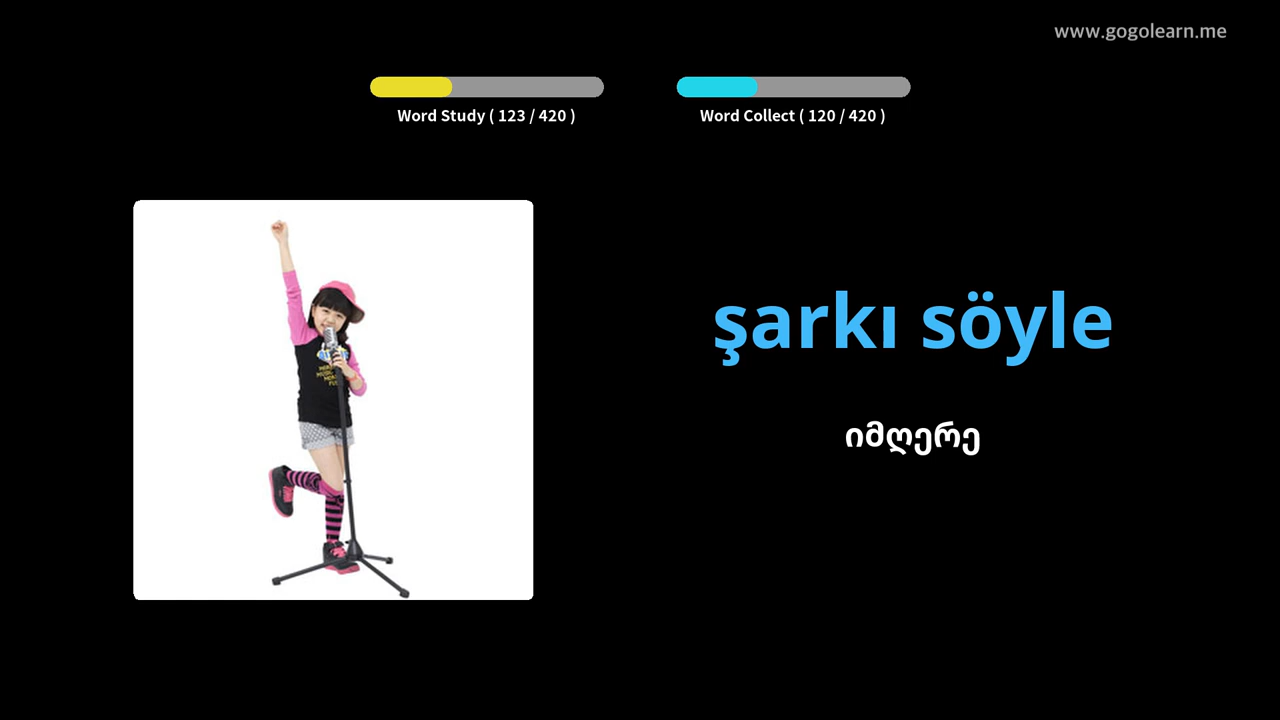 www.gogolearn.me
Word Study ( 123 / 420 )
Word Collect ( 120 / 420 )
şarkı söyle
იმღერე